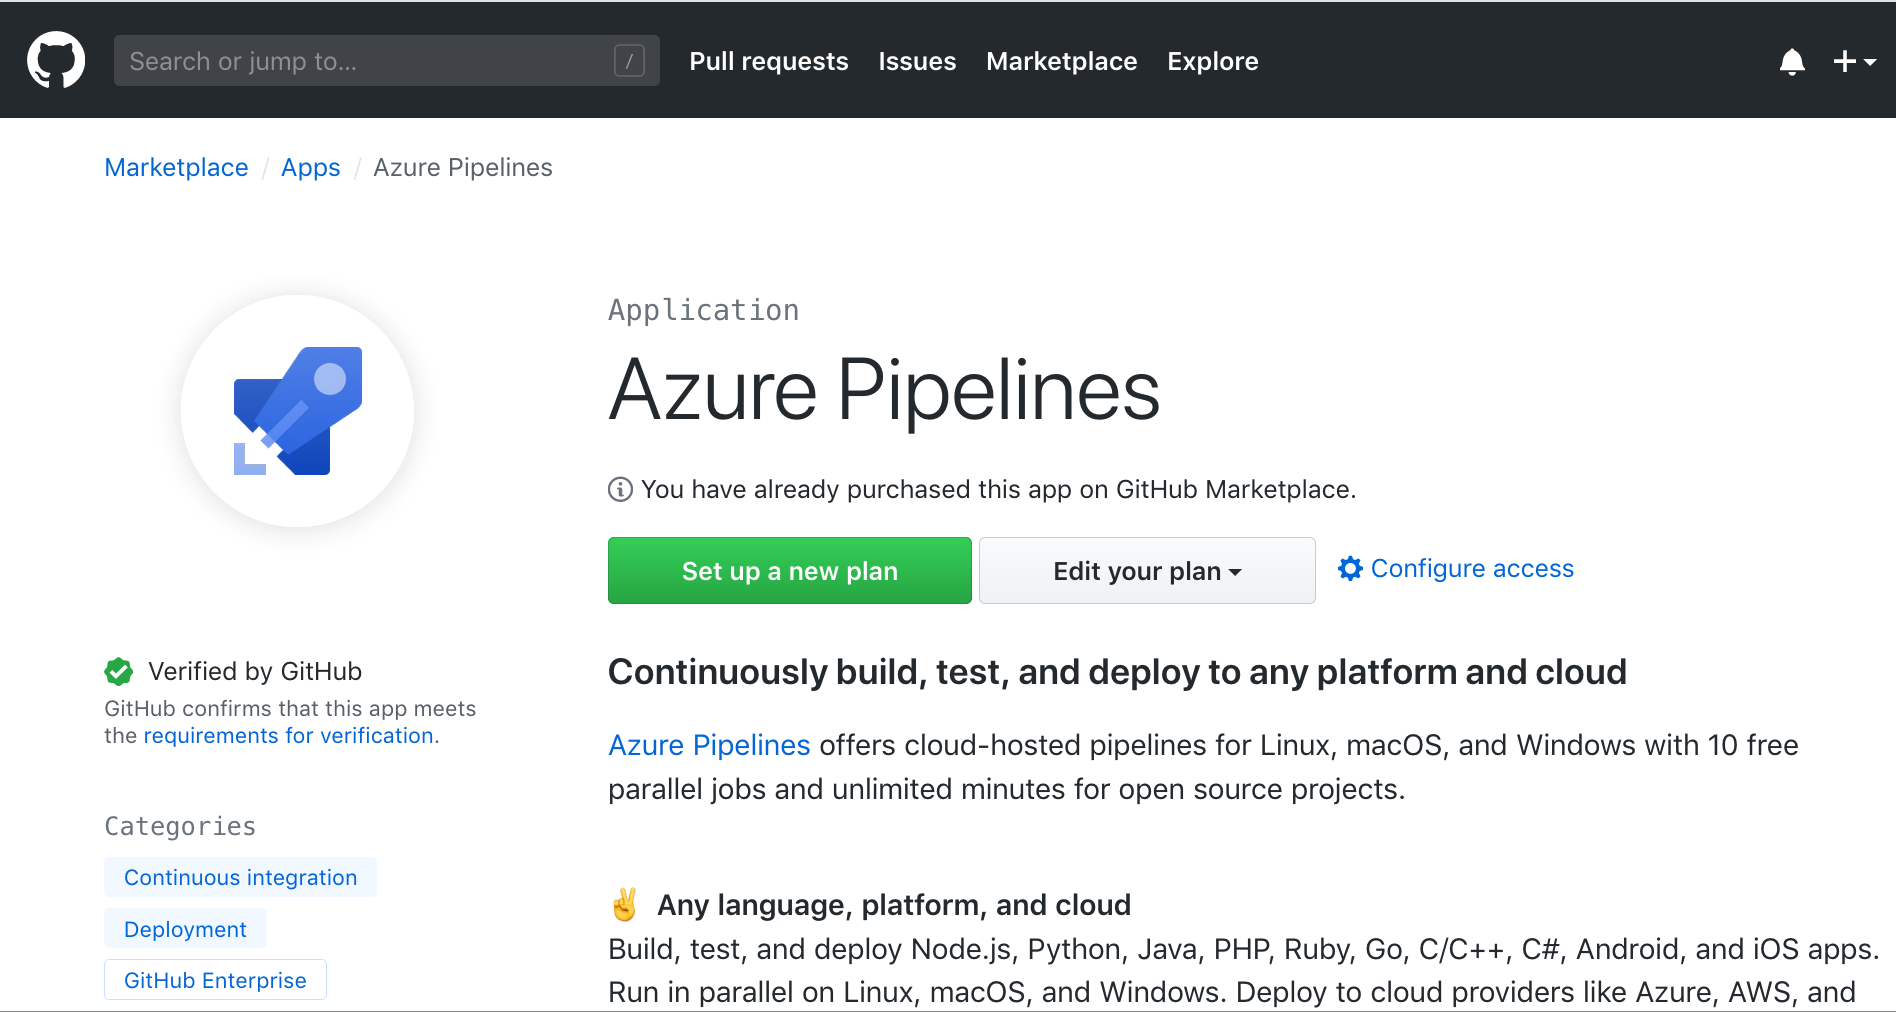 Search or jump to... /
Pull requests Issues Marketplace Explore
Marketplace / Apps / Azure Pipelines
Application
Azure Pipelines
You have already purchased this app on GitHub Marketplace.
Set up a new plan
Edit your plan
Configure access
Verified by GitHub
GitHub confirms that this app meets
the requirements for verification.
Categories
Continuous integration
Deployment
GitHub Enterprise
Continuously build, test, and deploy to any platform and cloud
Azure Pipelines offers cloud-hosted pipelines for Linux, macOS, and Windows with 10 free
parallel jobs and unlimited minutes for open source projects.
✌️ Any language, platform, and cloud
Build, test, and deploy Node.js, Python, Java, PHP, Ruby, Go, C/C++, C#, Android, and iOS apps.
Run in parallel on Linux, macOS, and Windows. Deploy to cloud providers like Azure, AWS, and